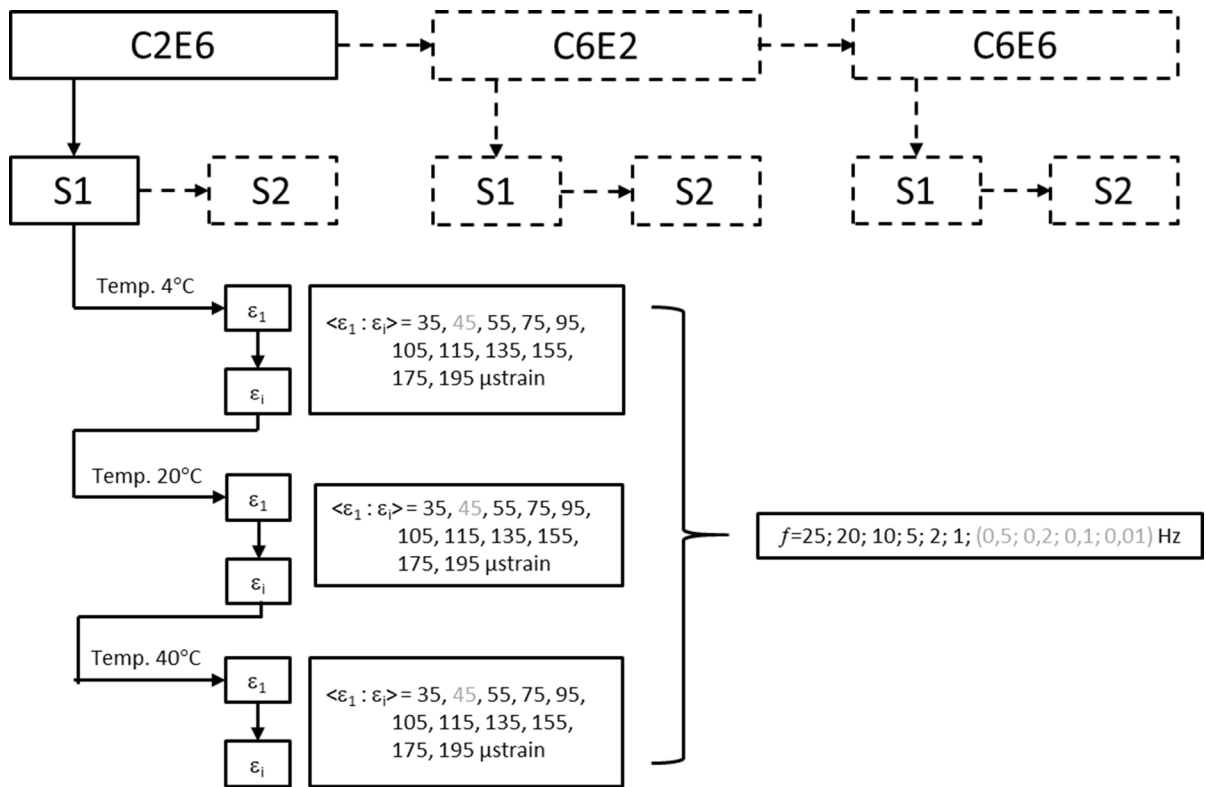 C2E6
C6E2
C6E6
S1
S2
S1
S2
S1
S2
Temp. 4°C
ε1
εi
<ε1 : εi> = 35, 45, 55, 75, 95,
105, 115, 135, 155,
175, 195 µstrain
Temp. 20°C
ε1
εi
<ε1 : εi> = 35, 45, 55, 75, 95,
105, 115, 135, 155,
175, 195 µstrain
f=25; 20; 10; 5; 2; 1; (0,5; 0,2; 0,1; 0,01) Hz
Temp. 40°C
ε1
εi
<ε1 : εi> = 35, 45, 55, 75, 95,
105, 115, 135, 155,
175, 195 µstrain